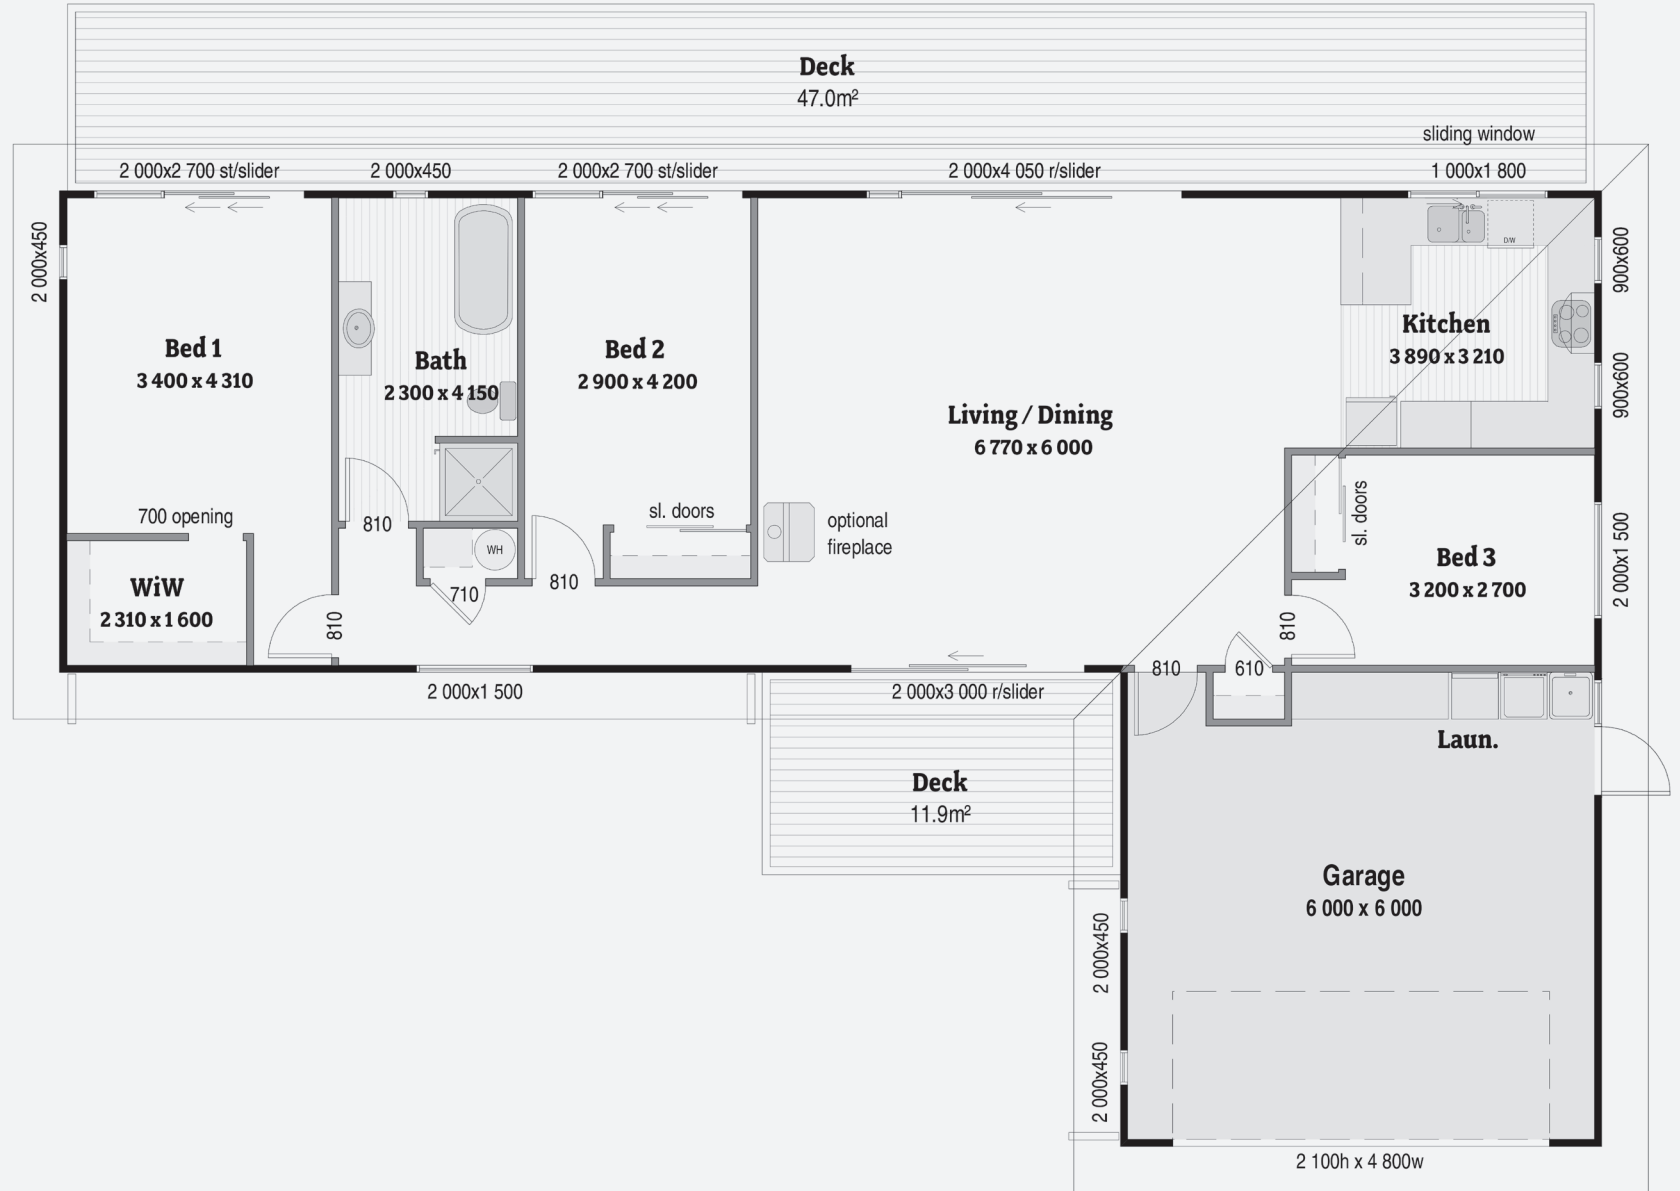 Deck
47.0m²
sliding window
2 000x2 700 st/slider
2 000x450
2 000x2 700 st/slider
2 000x4 050 r/slider
1 000x1 800
2 000x450
900x600
D/W
Bed 1
3 400 x 4 310
Bath
2 300 x 4 150
Bed 2
2 900 x 4 200
Kitchen
3 890 x 3 210
900x600
Living / Dining
6 770 x 6 000
700 opening
810
sl. doors
optional
fireplace
sl. doors
2 000x1 500
WH
WiW
2 310 x 1 600
810
710
810
Bed 3
3 200 x 2 700
810
810
610
2 000x1 500
2 000x3 000 r/slider
Laun.
Deck
11.9m²
Garage
6 000 x 6 000
2 000x450
2 000x450
2 100h x 4 800w